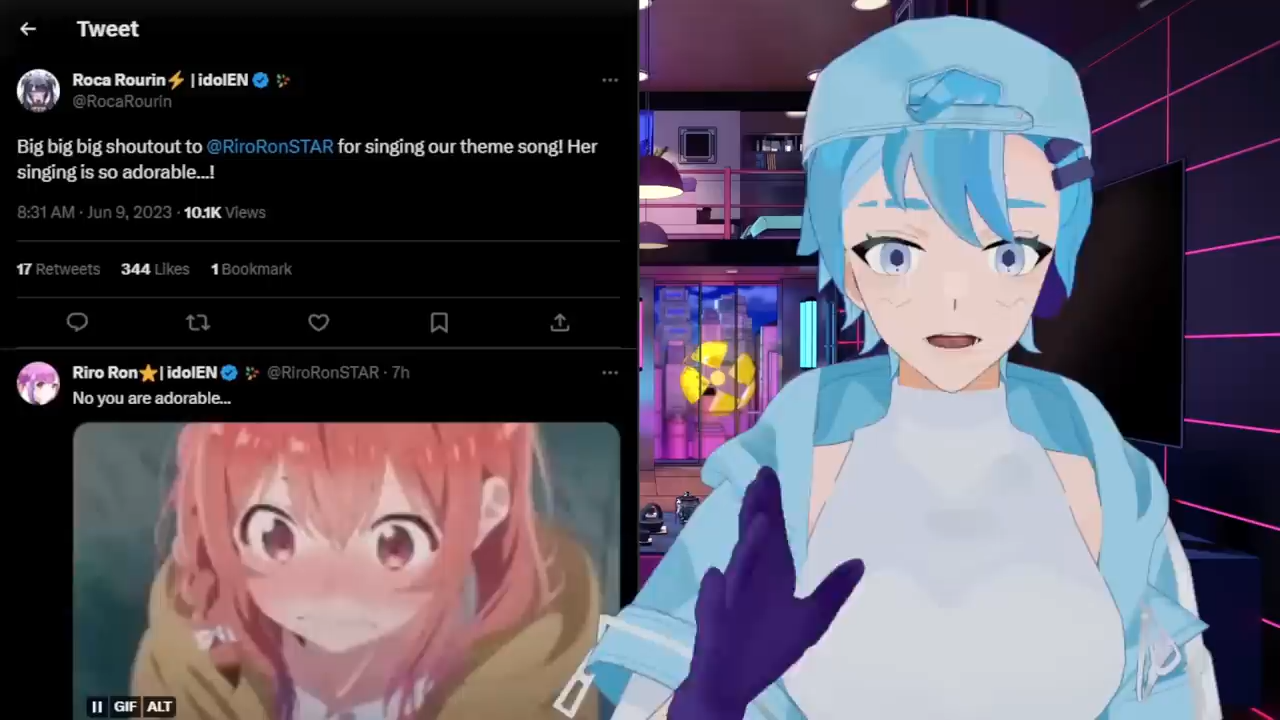 Tweet
Roca Rourin⚡ | idolEN
@RocaRourin
Big big big shoutout to @RiroRonSTAR for singing our theme song! Her
singing is so adorable...!
8:31 AM · Jun 9, 2023 · 10.1K Views
17 Retweets 344 Likes 1 Bookmark
Riro Ron⭐| idolEN @RiroRonSTAR · 7h
No you are adorable...
GIF ALT